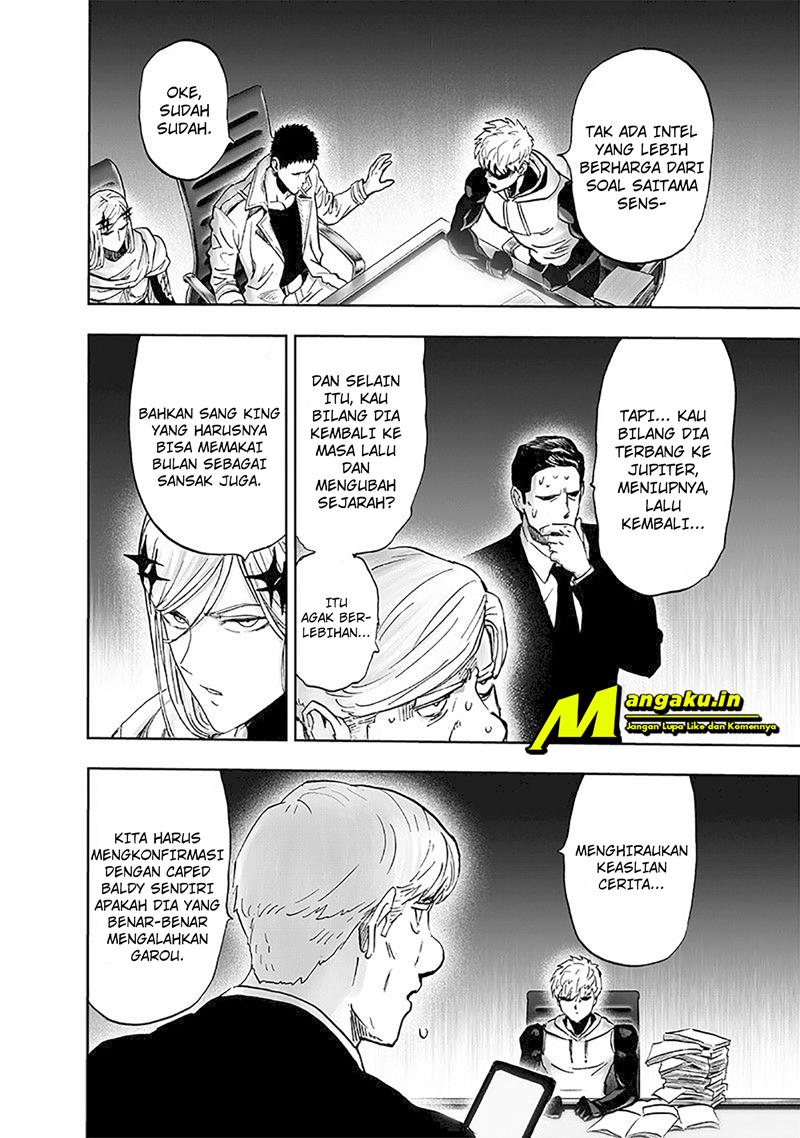 TAK ADA INTEL
YANG LEBIH
BERHARGA DARI
SOAL SAITAMA
SENS-
OKE,
SUDAH
SUDAH.
TAPI... KAU
BILANG DIA
TERBANG KE
JUPITER,
MENIUPNYA,
LALU
KEMBALI...
DAN SELAIN
ITU, KAU
BILANG DIA
KEMBALI KE
MASA LALU
DAN
MENGUBAH
SEJARAH?
ITU
AGAK BER-
LEBIHAN...
BAHKAN SANG KING
YANG HARUSNYA
BISA MEMAKAI
BULAN SEBAGAI
SANSAK JUGA.
Mangaku.in
Jangan Lupa Like dan Komennya
MENGHIRAUKAN
KEASLIAN
CERITA...
KITA HARUS
MENGKONFIRMASI
DENGAN CAPED
BALDY SENDIRI
APAKAH DIA YANG
BENAR-BENAR
MENGALAHKAN
GAROU.